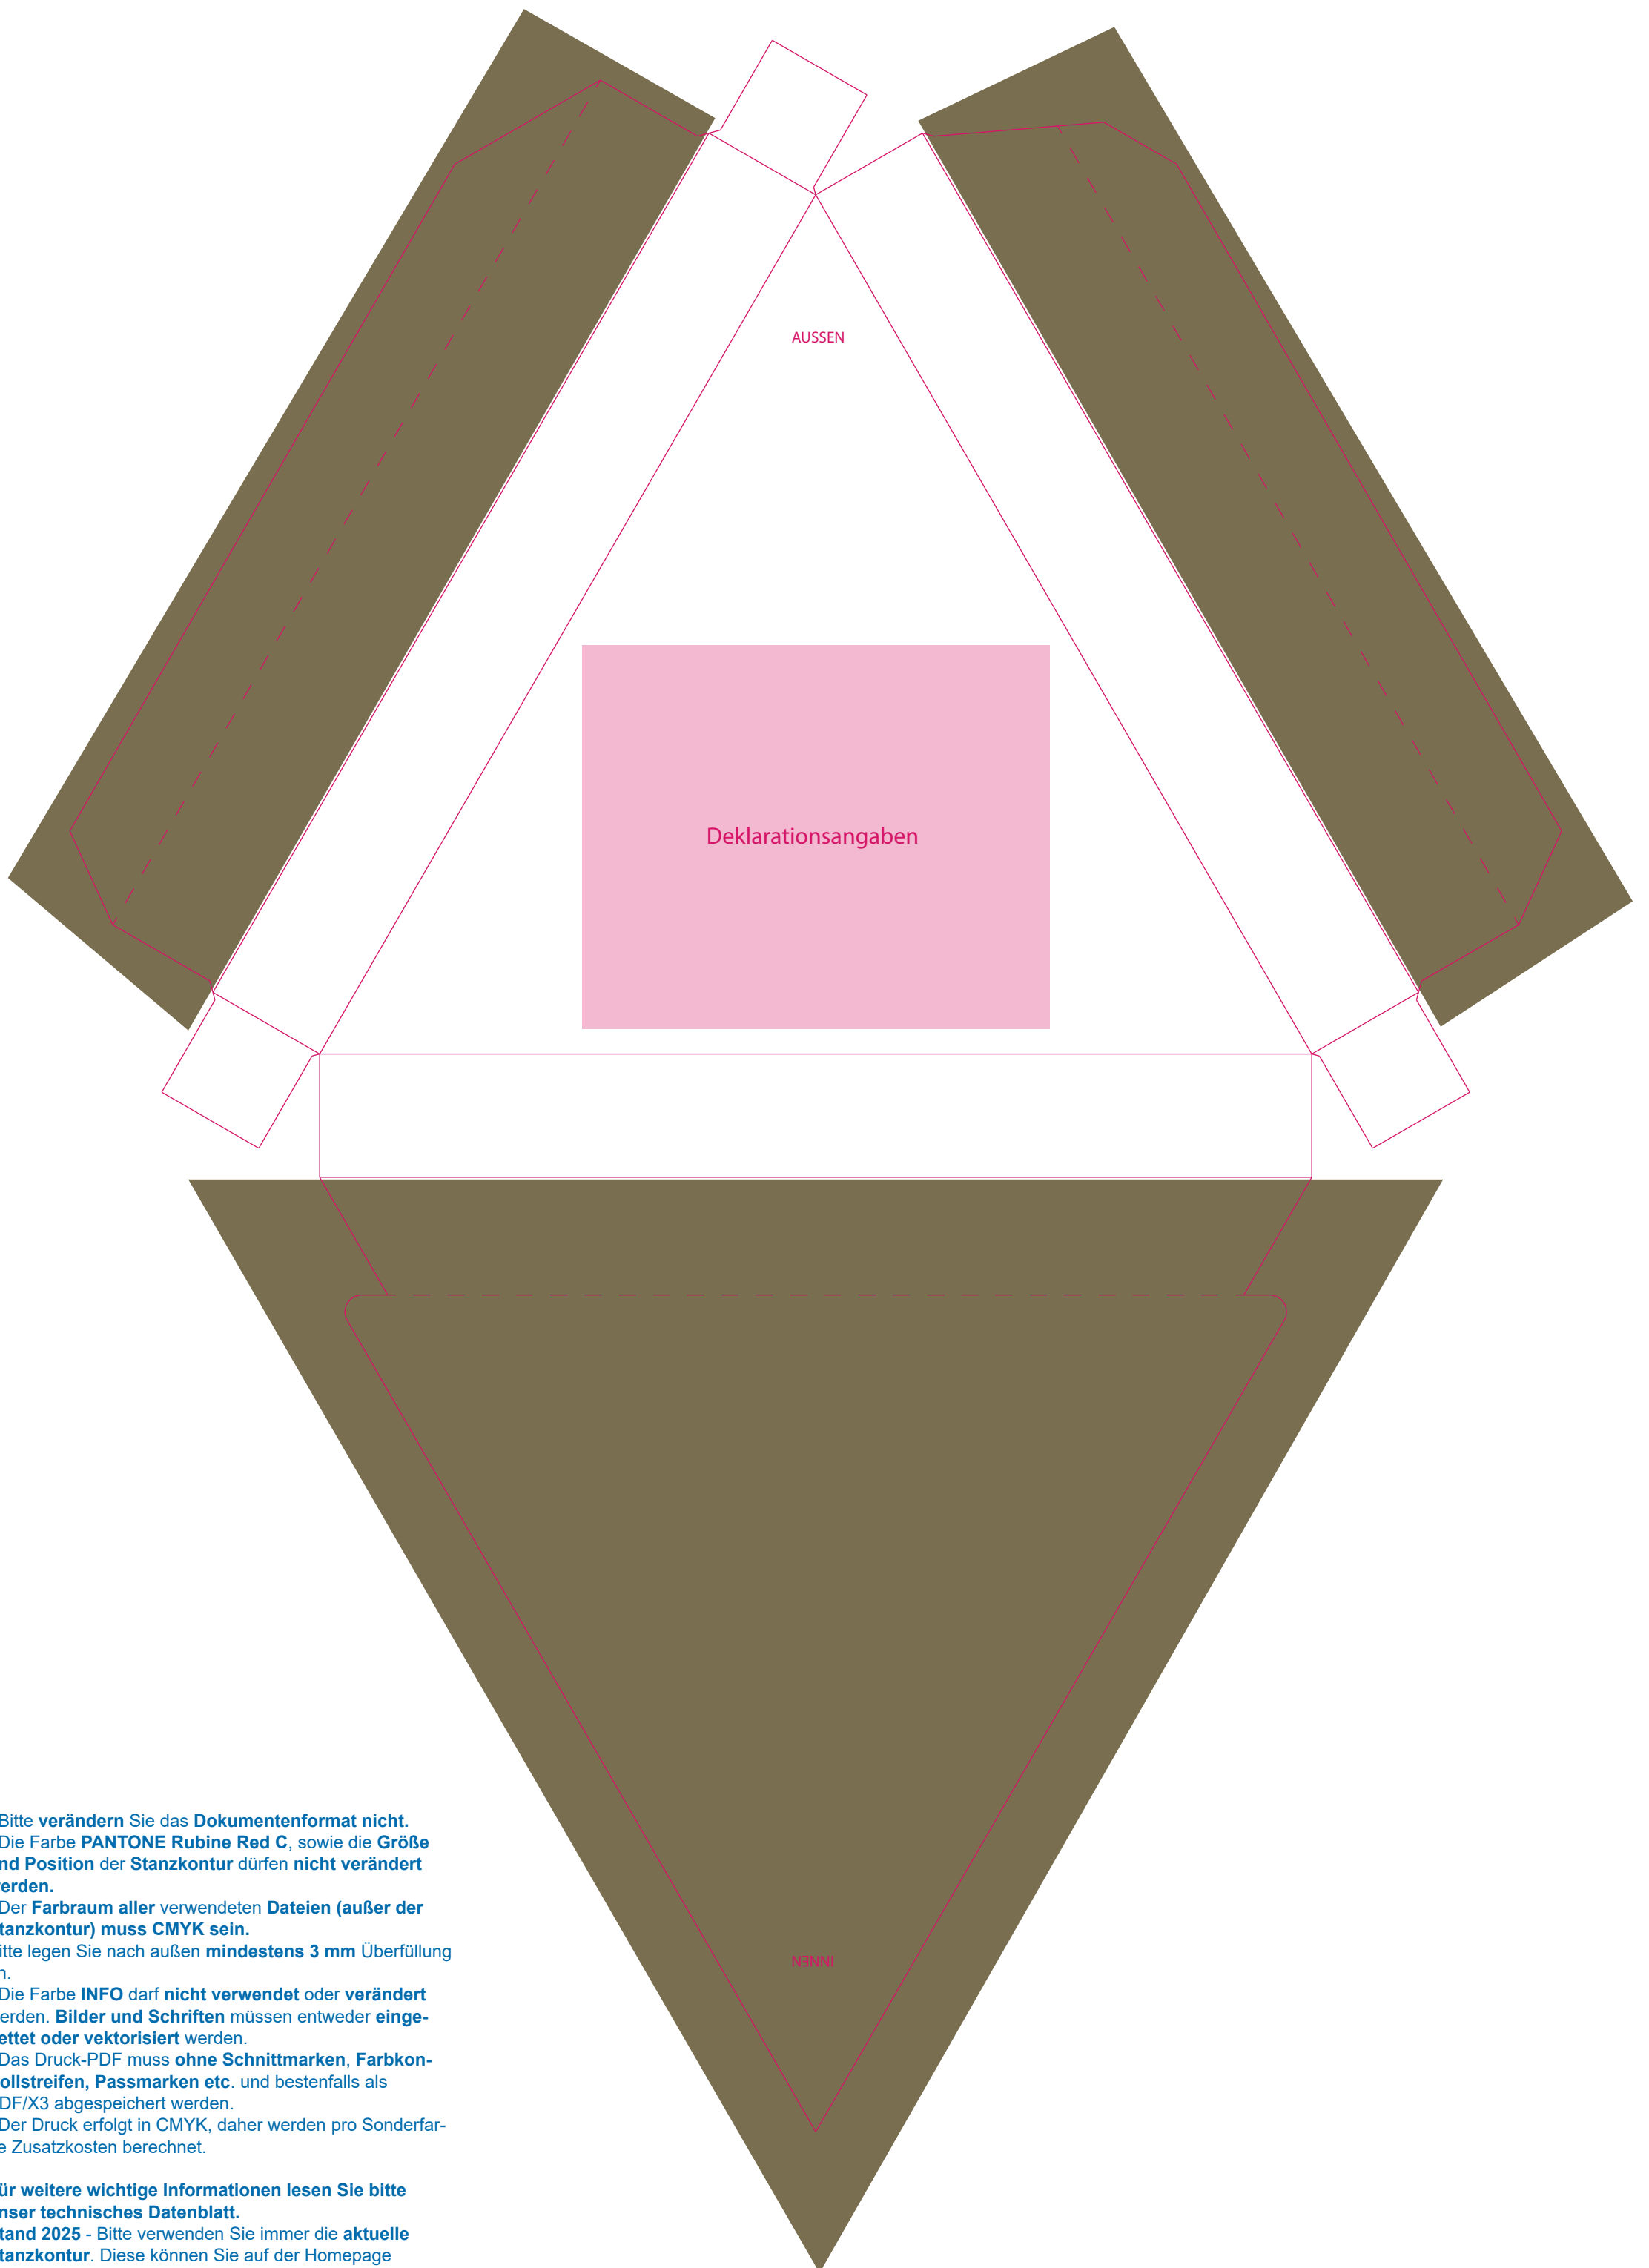 AUSSEN
Deklarationsangaben
INNEN
Bitte verändern Sie das Dokumentenformat nicht.
Die Farbe PANTONE Rubine Red C, sowie die Größe
nd Position der Stanzkontur dürfen nicht verändert
erden.
Der Farbraum aller verwendeten Dateien (außer der
tanzkontur) muss CMYK sein.
itte legen Sie nach außen mindestens 3 mm Überfüllung
n.
Die Farbe INFO darf nicht verwendet oder verändert
erden. Bilder und Schriften müssen entweder einge-
ettet oder vektorisiert werden.
Das Druck-PDF muss ohne Schnittmarken, Farbkon-
ollstreifen, Passmarken etc. und bestenfalls als
DF/X3 abgespeichert werden.
Der Druck erfolgt in CMYK, daher werden pro Sonderfar-
e Zusatzkosten berechnet.
ür weitere wichtige Informationen lesen Sie bitte
nser technisches Datenblatt.
tand 2025 - Bitte verwenden Sie immer die aktuelle
tanzkontur. Diese können Sie auf der Homepage